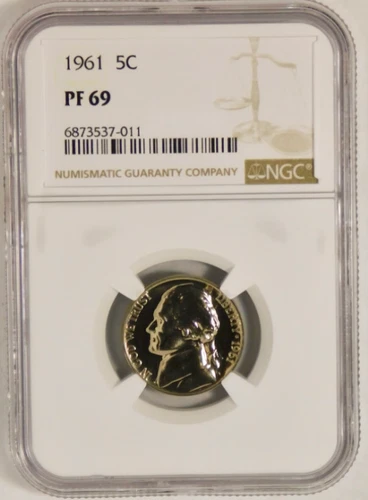 1961 5C
PF 69
6873537-011
NUMISMATIC GUARANTY COMPANY
NGC®
IN GOD WE TRUST
LIBERTY · 1961